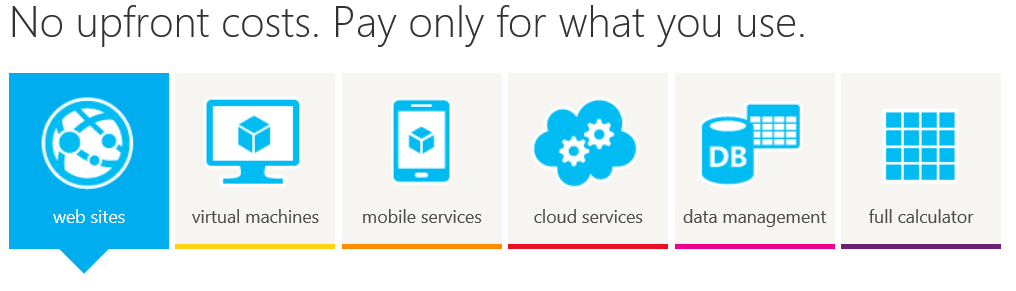 No upfront costs. Pay only for what you use.
web sites
virtual machines
mobile services
cloud services
DB
data management
full calculator